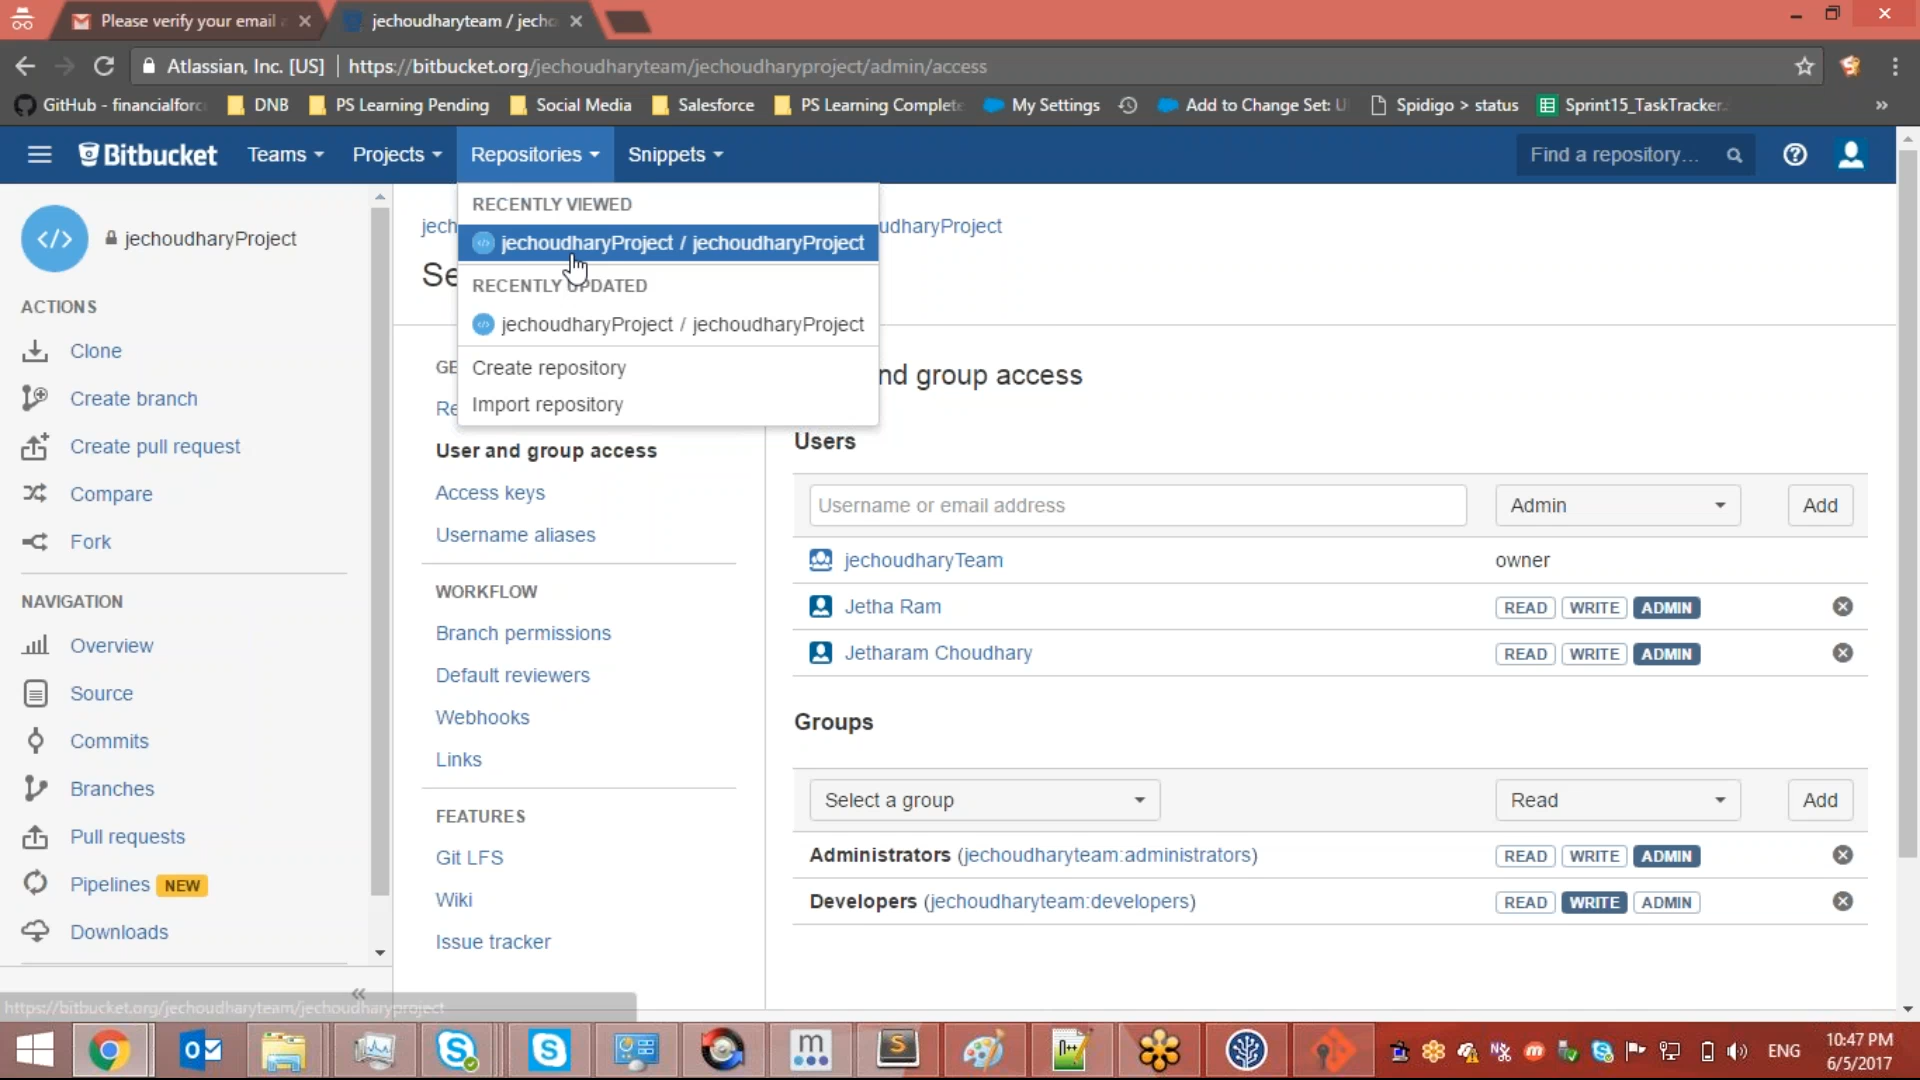 Please verify your email a
jechoudharyteam / jecho
Atlassian, Inc. [US] | https://bitbucket.org/jechoudharyteam/jechoudharyproject/admin/access
GitHub - financialforc
DNB
PS Learning Pending
Social Media
Salesforce
PS Learning Complete
My Settings
Add to Change Set: U
Spidigo > status
Sprint15_TaskTracker.
»
Bitbucket
Teams
Projects
Repositories
Snippets
Find a repository...
jechoudharyProject
ACTIONS
Clone
Create branch
Create pull request
Compare
Fork
NAVIGATION
Overview
Source
Commits
Branches
Pull requests
Pipelines NEW
Downloads
https://bitbucket.org/jechoudharyteam/jechoudharyproject
RECENTLY VIEWED
jechoudharyProject / jechoudharyProject
RECENTLY UPDATED
jechoudharyProject / jechoudharyProject
Create repository
Import repository
jech
udharyProject
Se
GE
Re
User and group access
Access keys
Username aliases
WORKFLOW
Branch permissions
Default reviewers
Webhooks
Links
FEATURES
Git LFS
Wiki
Issue tracker
nd group access
Users
Username or email address
Admin
Add
jechoudharyTeam
owner
Jetha Ram
READ WRITE ADMIN
Jetharam Choudhary
READ WRITE ADMIN
Groups
Select a group
Read
Add
Administrators (jechoudharyteam:administrators)
READ WRITE ADMIN
Developers (jechoudharyteam:developers)
READ WRITE ADMIN
ENG
10:47 PM
6/5/2017